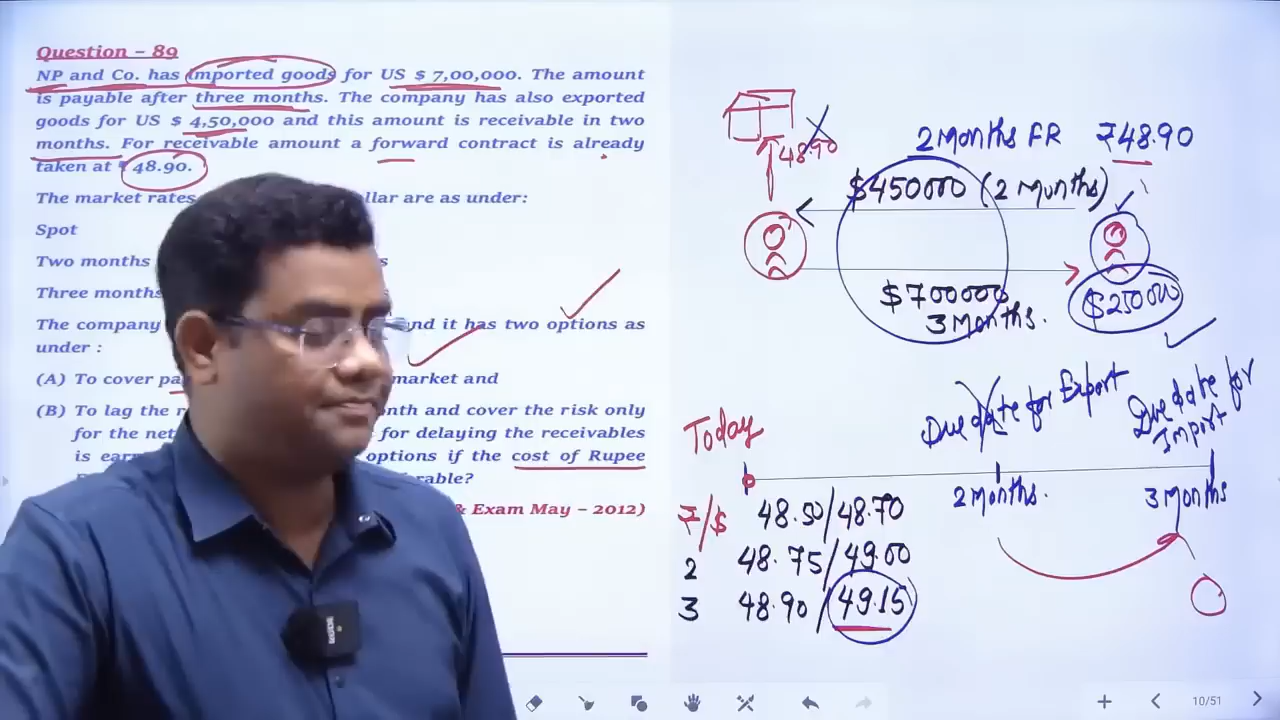 Question – 89
NP and Co. has imported goods for US $ 7,00,000. The amount
is payable after three months. The company has also exported
goods for US $ 4,50,000 and this amount is receivable in two
months. For receivable amount a forward contract is already
taken at ₹ 48.90.
The market rates llar are as under:
Spot
Two months s
Three months
The company nd it has two options as
under :
(A) To cover pa market and
(B) To lag the nth and cover the risk only
for the net for delaying the receivables
is ear options if the cost of Rupee
rable?
& Exam May – 2012)
48.90
2 Months FR ₹48.90
$450000 (2 Months)
$700000
3 Months.
$250000
Today
Due date for Export
Due date for
Import
2 Months.
3 Months
₹/$ 48.50/48.70
2 48.75/49.00
3 48.90/49.15
RODE
10/51